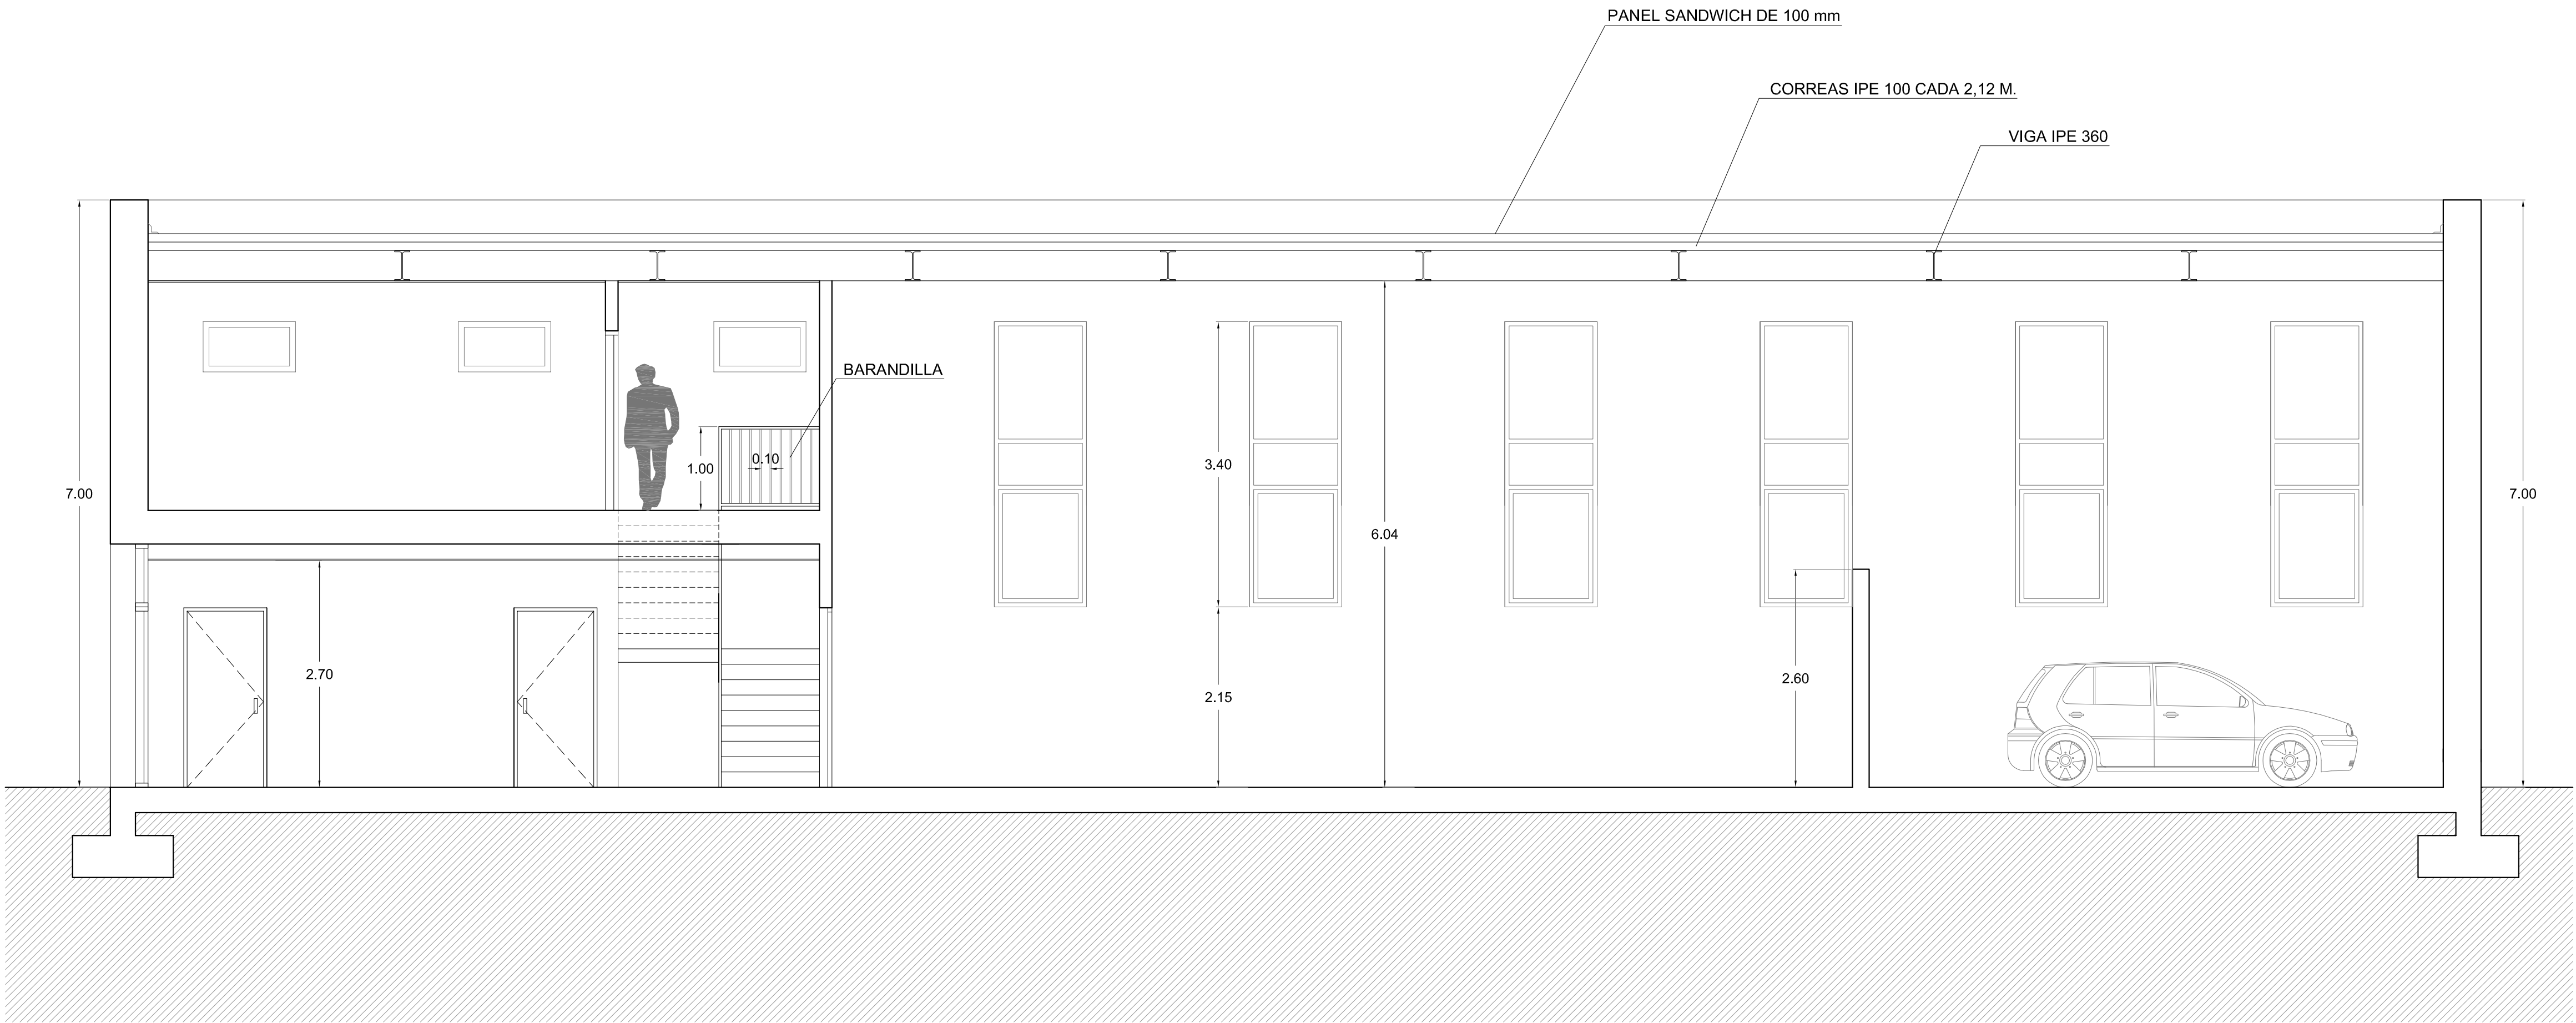 PANEL SANDWICH DE 100 mm
CORREAS IPE 100 CADA 2,12 M.
VIGA IPE 360
BARANDILLA
0.10
1.00
3.40
7.00
7.00
6.04
2.70
2.60
2.15